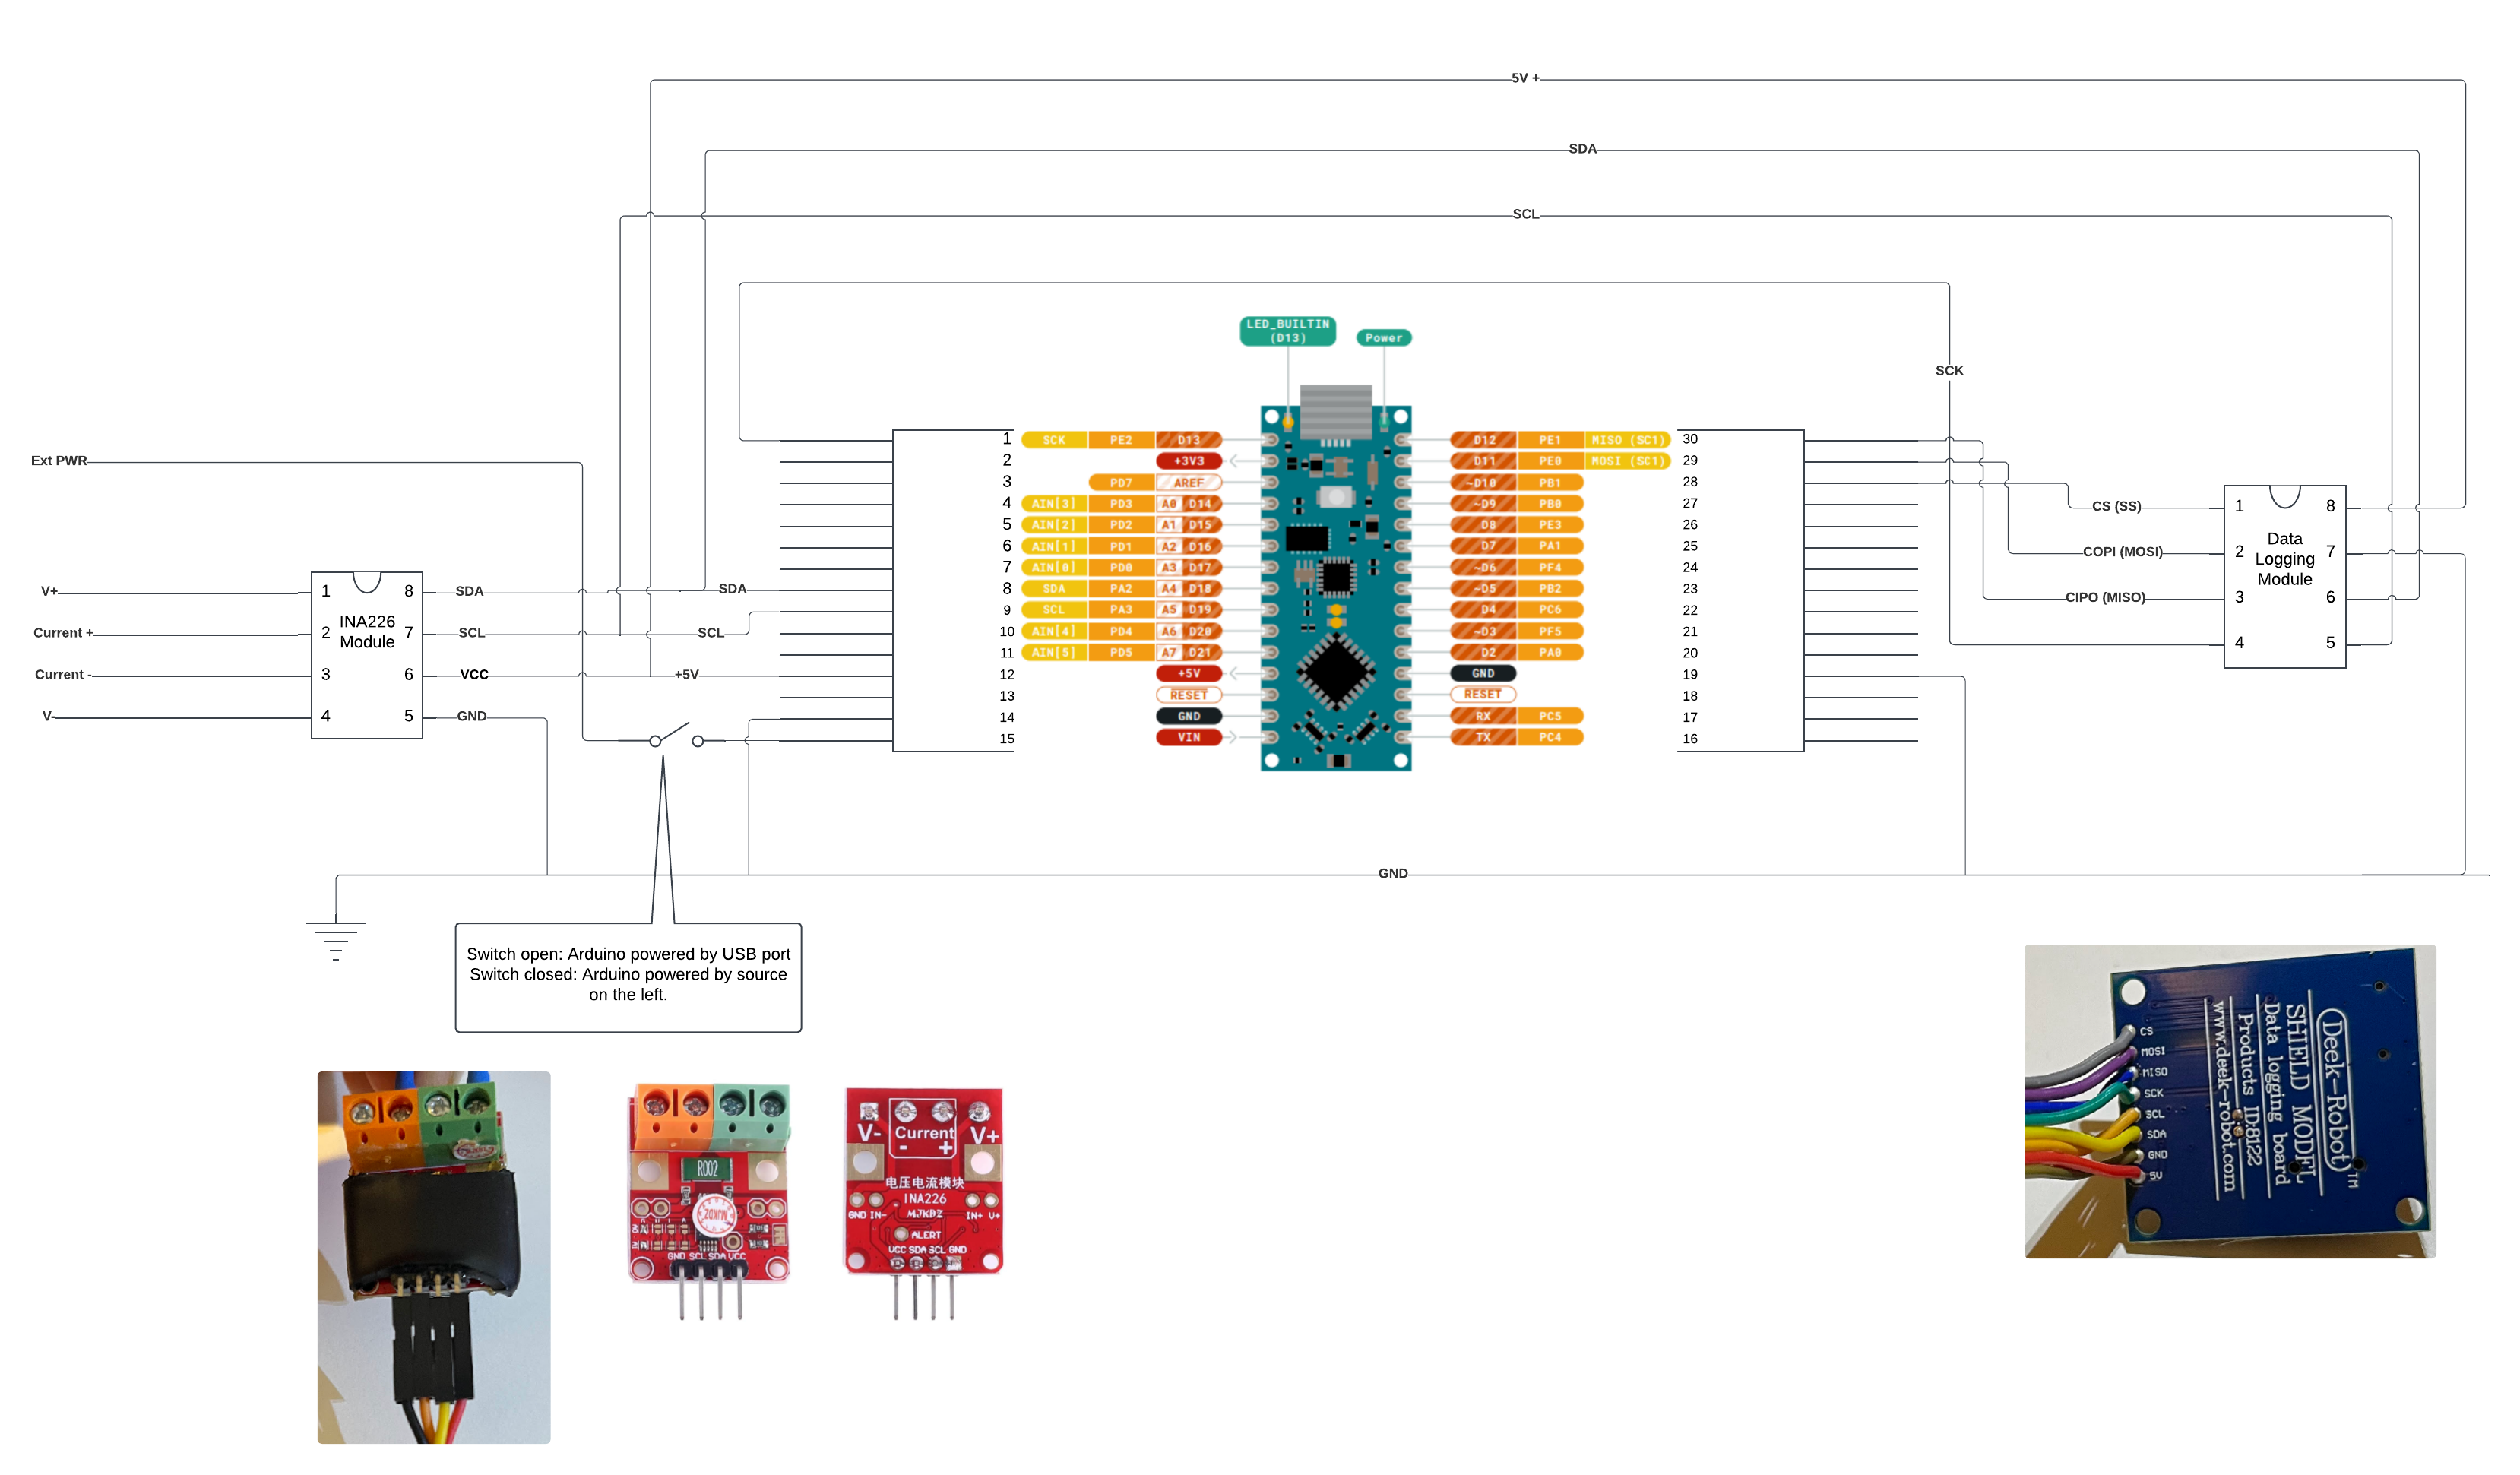 5V +
SDA
SCL
SCK
LED_BUILTIN
(D13)
Power
Ext PWR
V+
Current +
Current -
V-
1
2
3
4
INA226
Module
8
7
6
5
SDA
SCL
VCC
GND
SDA
SCL
+5V
1 SCK PE2 D13
2 +3V3
3 PD7 AREF
4 AIN[3] PD3 A0 D14
5 AIN[2] PD2 A1 D15
6 AIN[1] PD1 A2 D16
7 AIN[0] PD0 A3 D17
8 SDA PA2 A4 D18
9 SCL PA3 A5 D19
10 AIN[4] PD4 A6 D20
11 AIN[5] PD5 A7 D21
12 +5V
13 RESET
14 GND
15 VIN
D12 PE1 MISO (SC1) 30
D11 PE0 MOSI (SC1) 29
~D10 PB1 28
~D9 PB0 27
D8 PE3 26
D7 PA1 25
~D6 PF4 24
~D5 PB2 23
D4 PC6 22
~D3 PF5 21
D2 PA0 20
GND 19
RESET 18
RX PC5 17
TX PC4 16
CS (SS)
COPI (MOSI)
CIPO (MISO)
1
2
3
4
Data
Logging
Module
8
7
6
5
GND
Switch open: Arduino powered by USB port
Switch closed: Arduino powered by source
on the left.
R002
MJKDZ
GND SCL SDA VCC
V- Current V+
- +
电压电流模块
INA226
MJKDZ
GND IN- IN+ V+
ALERT
VCC SDA SCL GND
CS
MOSI
MISO
SCK
SCL
SDA
GND
5V
Deek-Robot TM
SHIELD MODEL
Data logging board
Products ID:8122
www.deek-robot.com